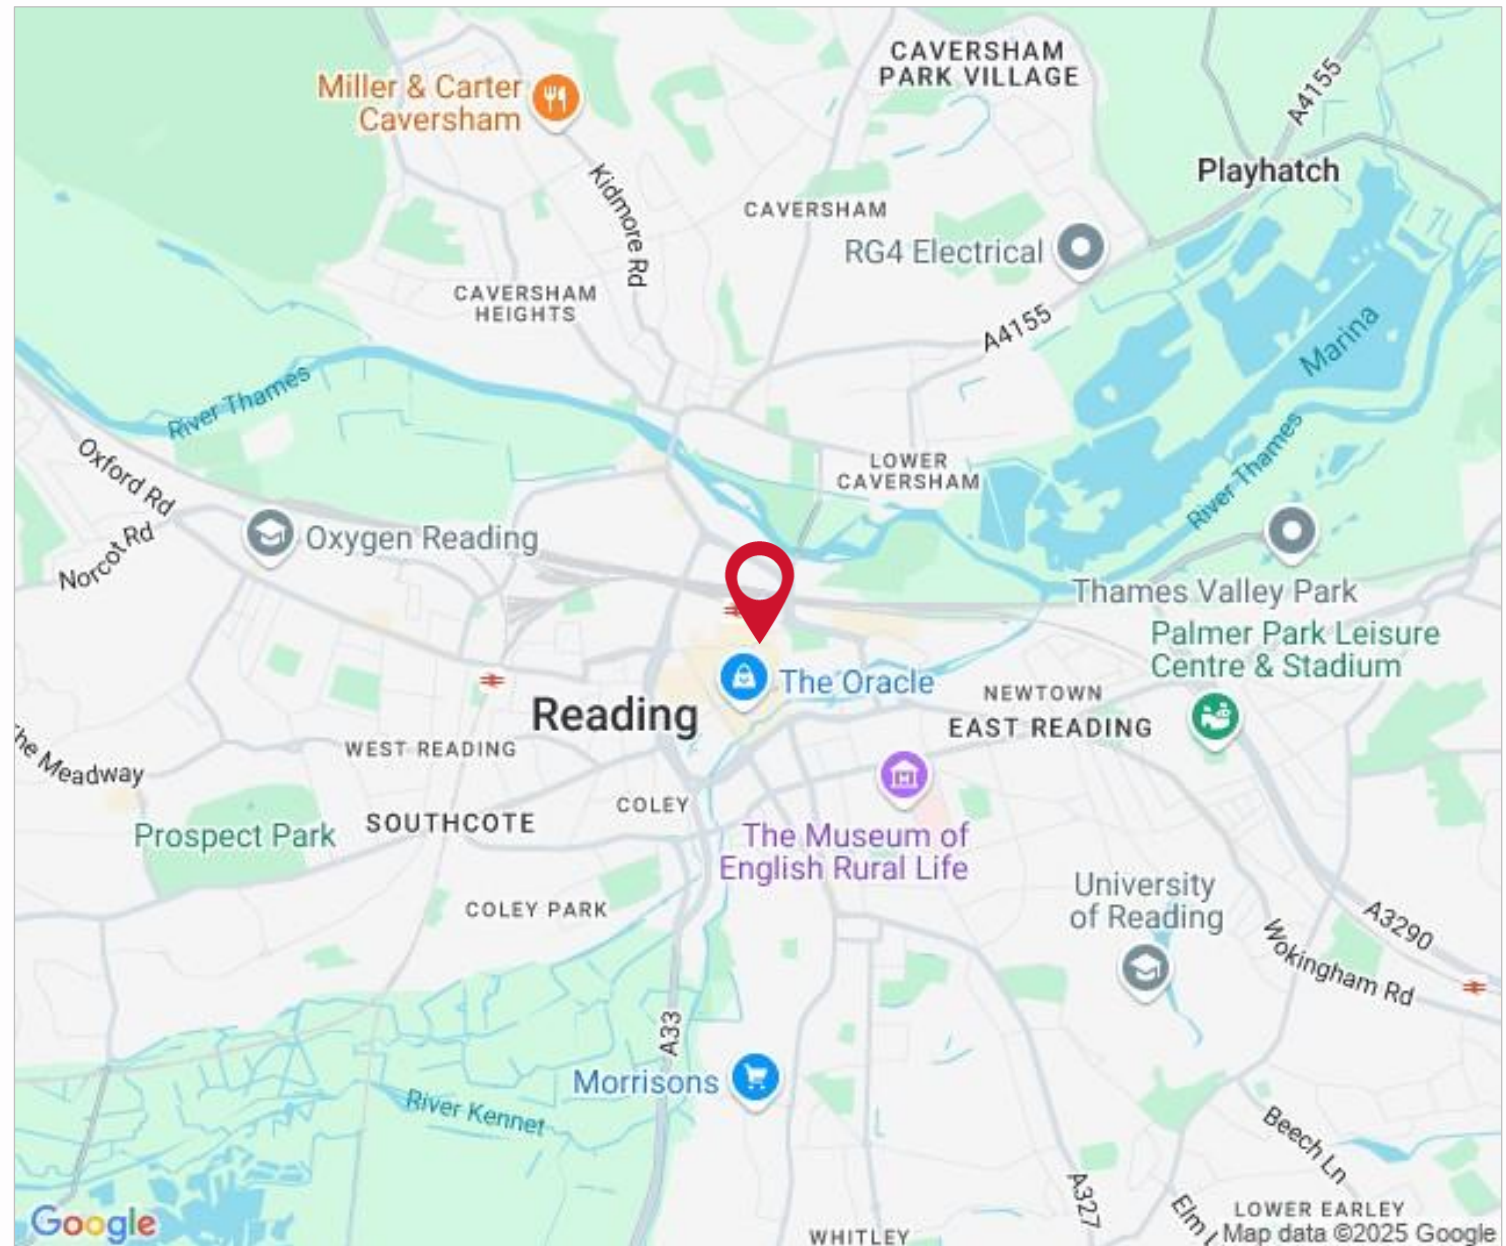 CAVERSHAM
PARK VILLAGE
A4155
Miller & Carter
Caversham
Playhatch
Kidmore Rd
CAVERSHAM
RG4 Electrical
CAVERSHAM
HEIGHTS
A4155
Marina
River Thames
Oxford Rd
LOWER
CAVERSHAM
River Thames
Norcot Rd
Oxygen Reading
Thames Valley Park
Palmer Park Leisure
Centre & Stadium
The Oracle
NEWTOWN
Reading
EAST READING
WEST READING
he Meadway
COLEY
SOUTHCOTE
Prospect Park
The Museum of
English Rural Life
University
of Reading
COLEY PARK
A3290
Wokingham Rd
A33
Morrisons
River Kennet
Beech Ln
A327
Elm L
LOWER EARLEY
Google
WHITLEY
Map data ©2025 Google